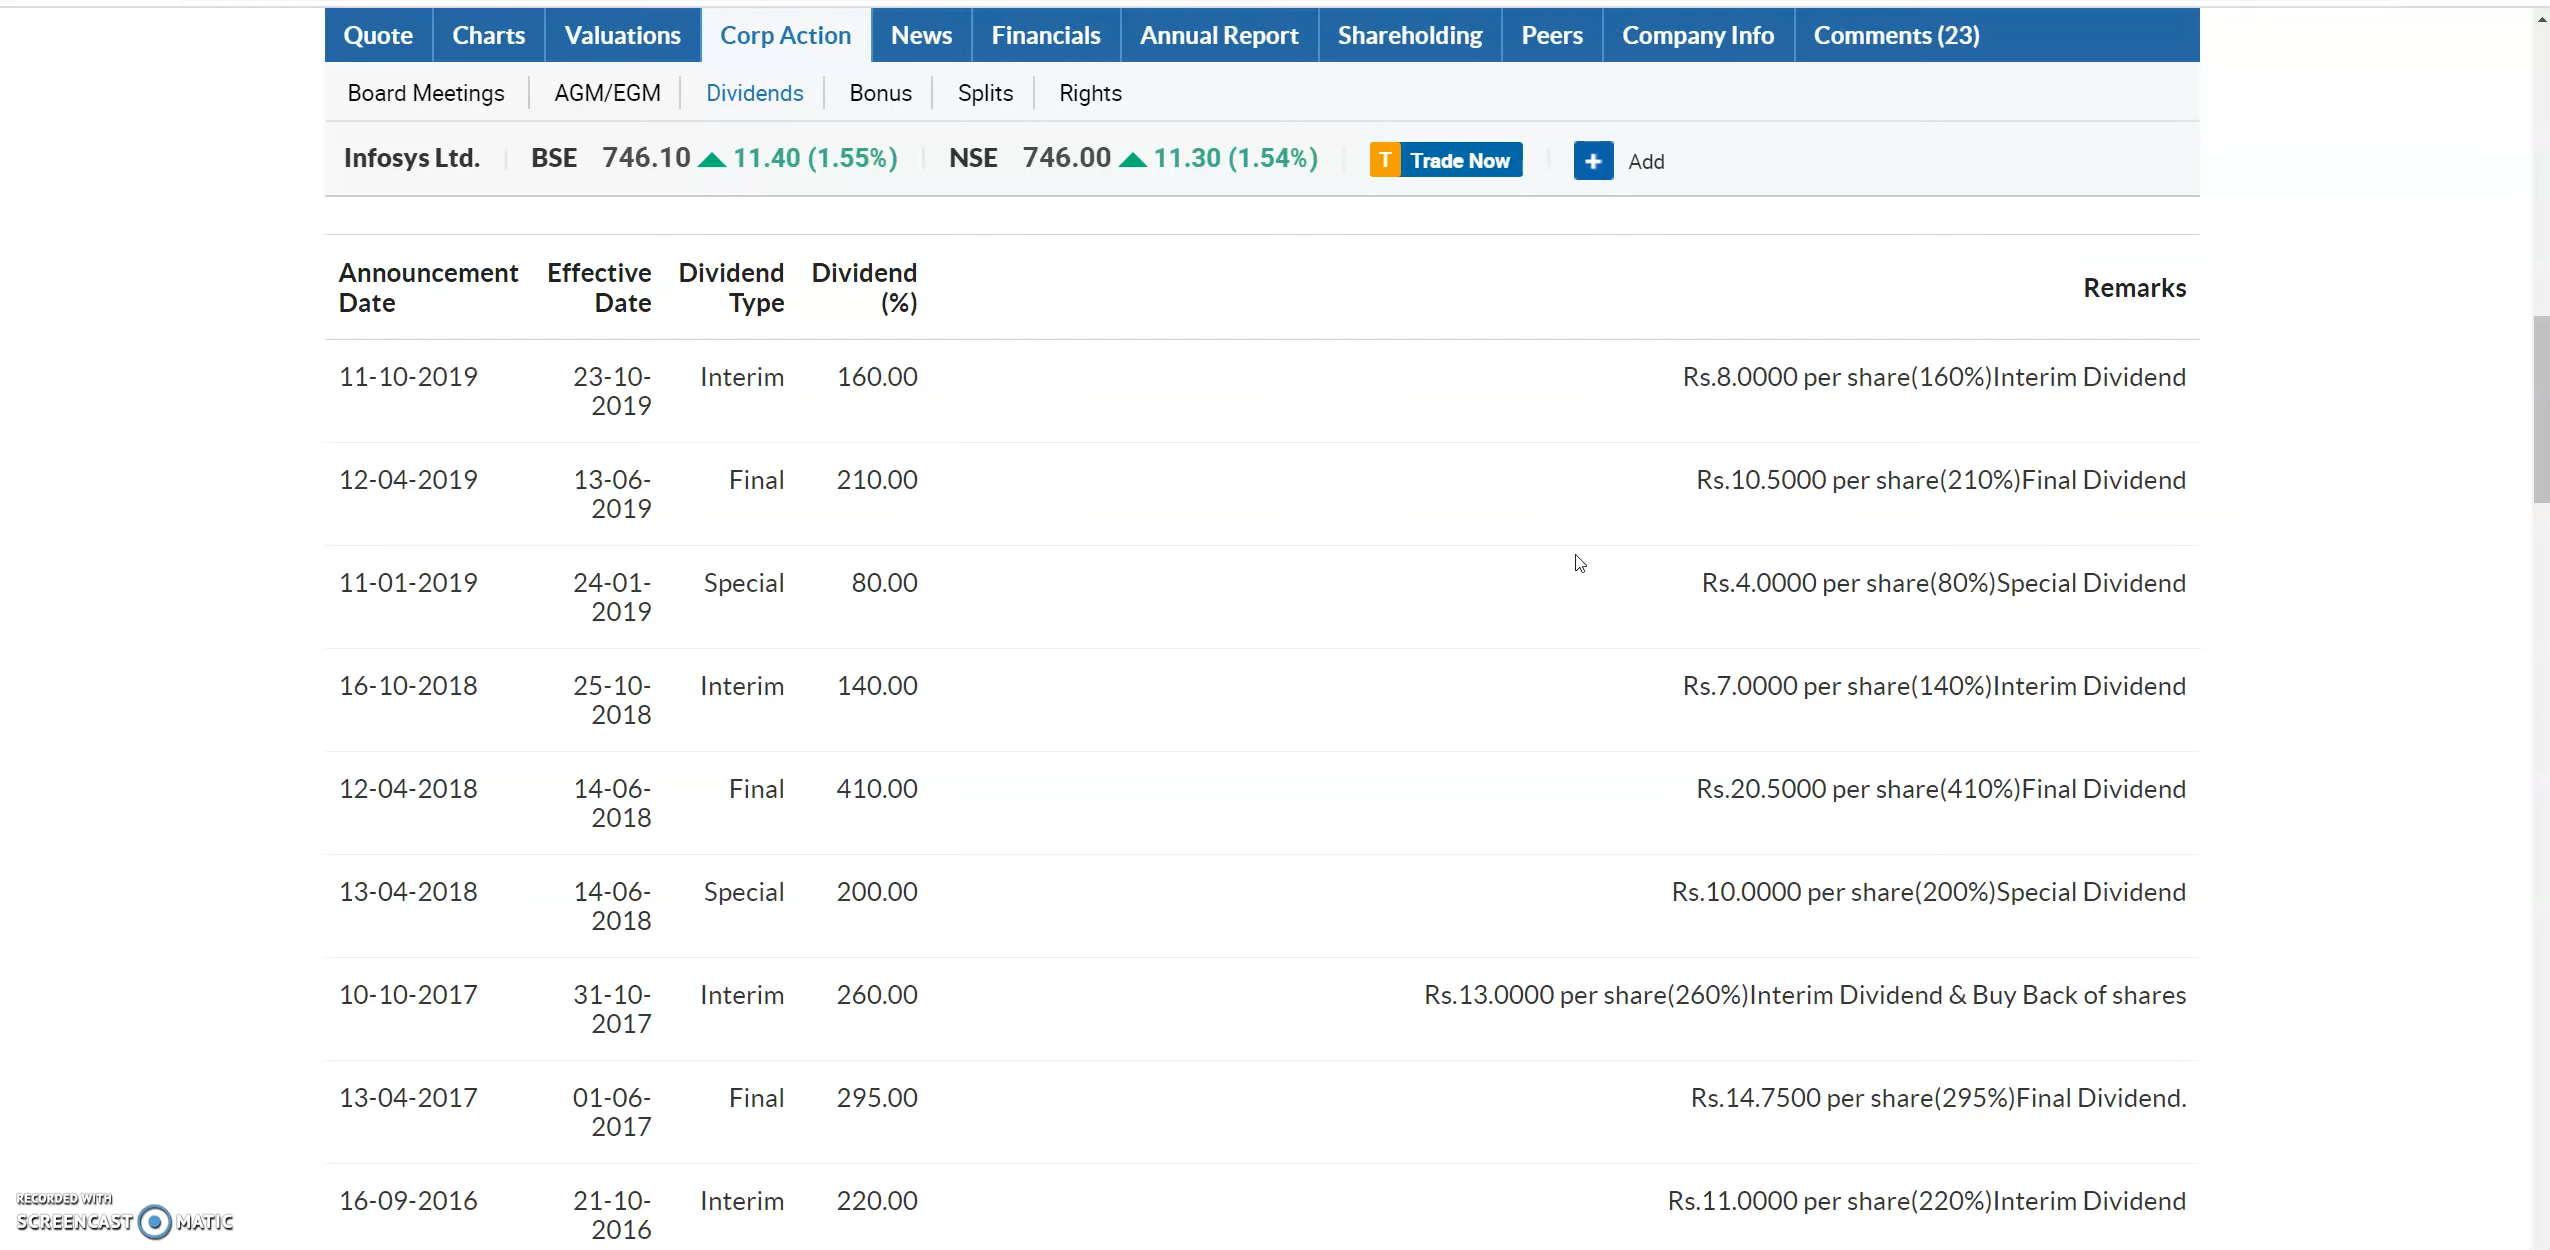 Quote Charts Valuations Corp Action News Financials Annual Report Shareholding Peers Company Info Comments (23)
Board Meetings AGM/EGM Dividends Bonus Splits Rights
Infosys Ltd. BSE 746.10 11.40 (1.55%) NSE 746.00 11.30 (1.54%) T Trade Now + Add
Announcement Effective Dividend Dividend Remarks
Date Date Type (%)
11-10-2019 23-10- Interim 160.00 Rs.8.0000 per share(160%)Interim Dividend
2019
12-04-2019 13-06- Final 210.00 Rs.10.5000 per share(210%)Final Dividend
2019
11-01-2019 24-01- Special 80.00 Rs.4.0000 per share(80%)Special Dividend
2019
16-10-2018 25-10- Interim 140.00 Rs.7.0000 per share(140%)Interim Dividend
2018
12-04-2018 14-06- Final 410.00 Rs.20.5000 per share(410%)Final Dividend
2018
13-04-2018 14-06- Special 200.00 Rs.10.0000 per share(200%)Special Dividend
2018
10-10-2017 31-10- Interim 260.00 Rs.13.0000 per share(260%)Interim Dividend & Buy Back of shares
2017
13-04-2017 01-06- Final 295.00 Rs.14.7500 per share(295%)Final Dividend.
2017
16-09-2016 21-10- Interim 220.00 Rs.11.0000 per share(220%)Interim Dividend
2016
RECORDED WITH
SCREENCAST MATIC